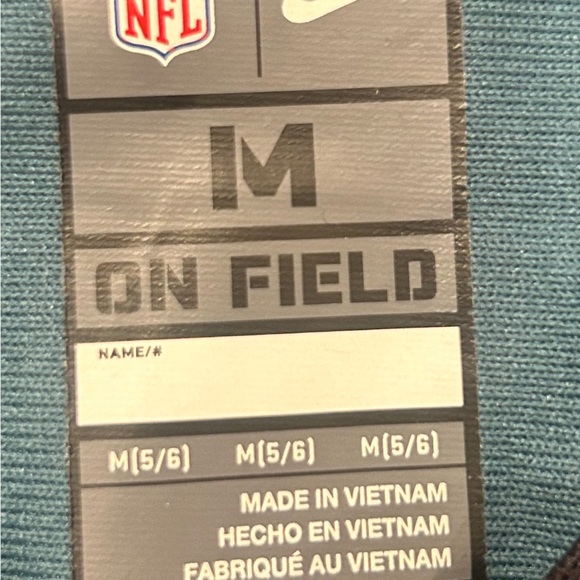 NFL
M
ON FIELD
NAME/#
M(5/6) M(5/6) M(5/6)
MADE IN VIETNAM
HECHO EN VIETNAM
FABRIQUÉ AU VIETNAM